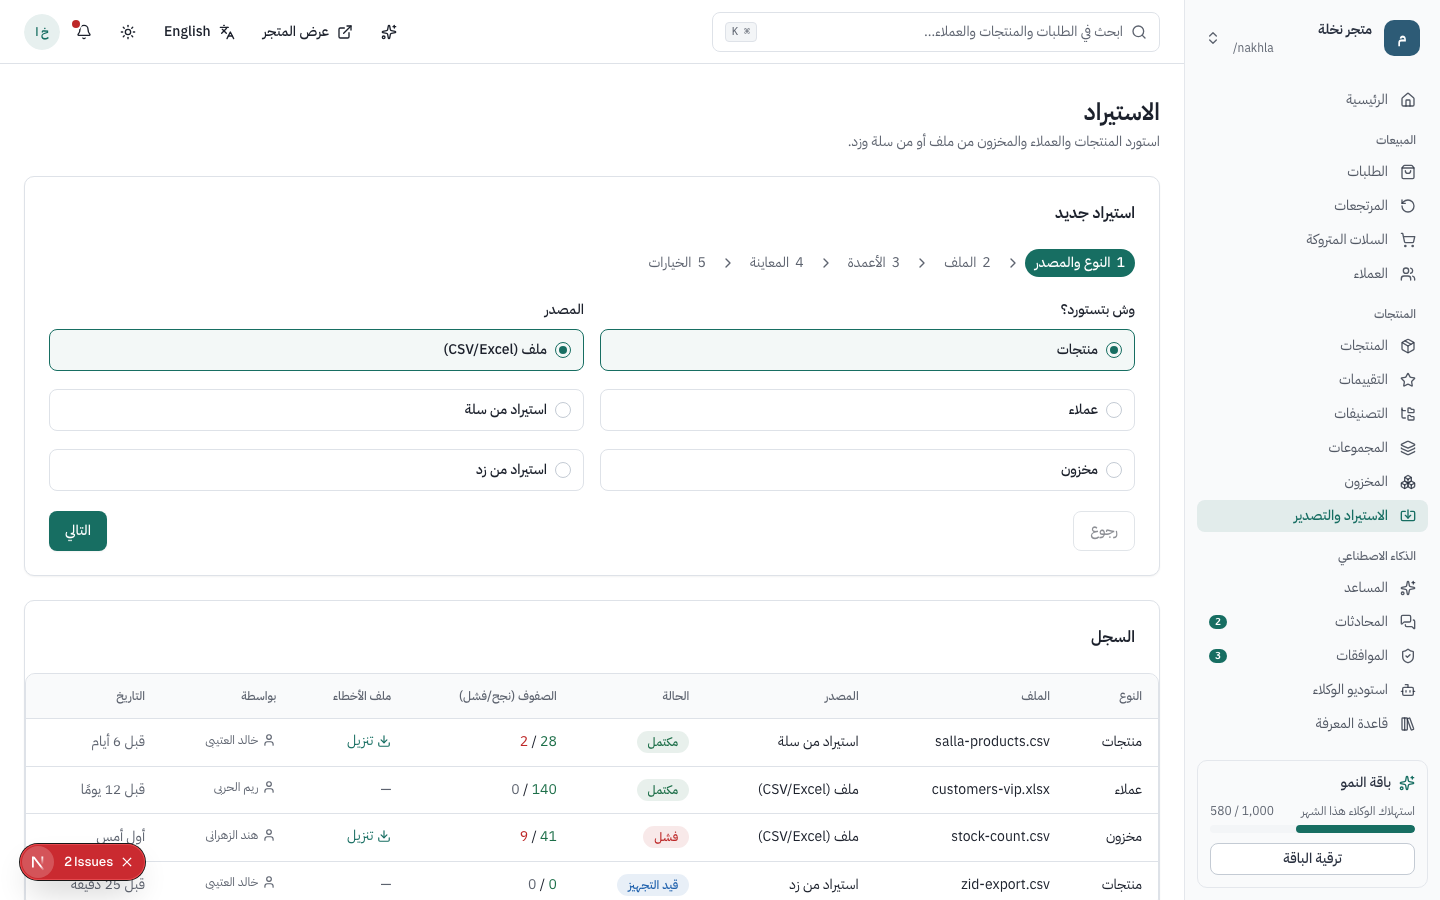 م
متجر نخلة
/nakhla
الرئيسية
المبيعات
الطلبات
المرتجعات
السلات المتروكة
العملاء
المنتجات
المنتجات
التقييمات
التصنيفات
المجموعات
المخزون
الاستيراد والتصدير
الذكاء الاصطناعي
المساعد
المحادثات 2
الموافقات 3
استوديو الوكلاء
قاعدة المعرفة
باقة النمو
استهلاك الوكلاء هذا الشهر 580 / 1,000
ترقية الباقة
ابحث في الطلبات والمنتجات والعملاء... ⌘ K
عرض المتجر
English
خ ا
الاستيراد
استورد المنتجات والعملاء والمخزون من ملف أو من سلة وزد.
استيراد جديد
1 النوع والمصدر 2 الملف 3 الأعمدة 4 المعاينة 5 الخيارات
وش بتستورد؟
منتجات
عملاء
مخزون
المصدر
ملف (CSV/Excel)
استيراد من سلة
استيراد من زد
رجوع
التالي
السجل
النوع الملف المصدر الحالة الصفوف (نجح/فشل) ملف الأخطاء بواسطة التاريخ
منتجات salla-products.csv استيراد من سلة مكتمل 28 / 2 تنزيل خالد العتيبي قبل 6 أيام
عملاء customers-vip.xlsx ملف (CSV/Excel) مكتمل 140 / 0 — ريم الحربي قبل 12 يومًا
مخزون stock-count.csv ملف (CSV/Excel) فشل 41 / 9 تنزيل هند الزهراني أول أمس
منتجات zid-export.csv استيراد من زد قيد التجهيز 0 / 0 — خالد العتيبي قبل 25 دقيقة
N 2 Issues